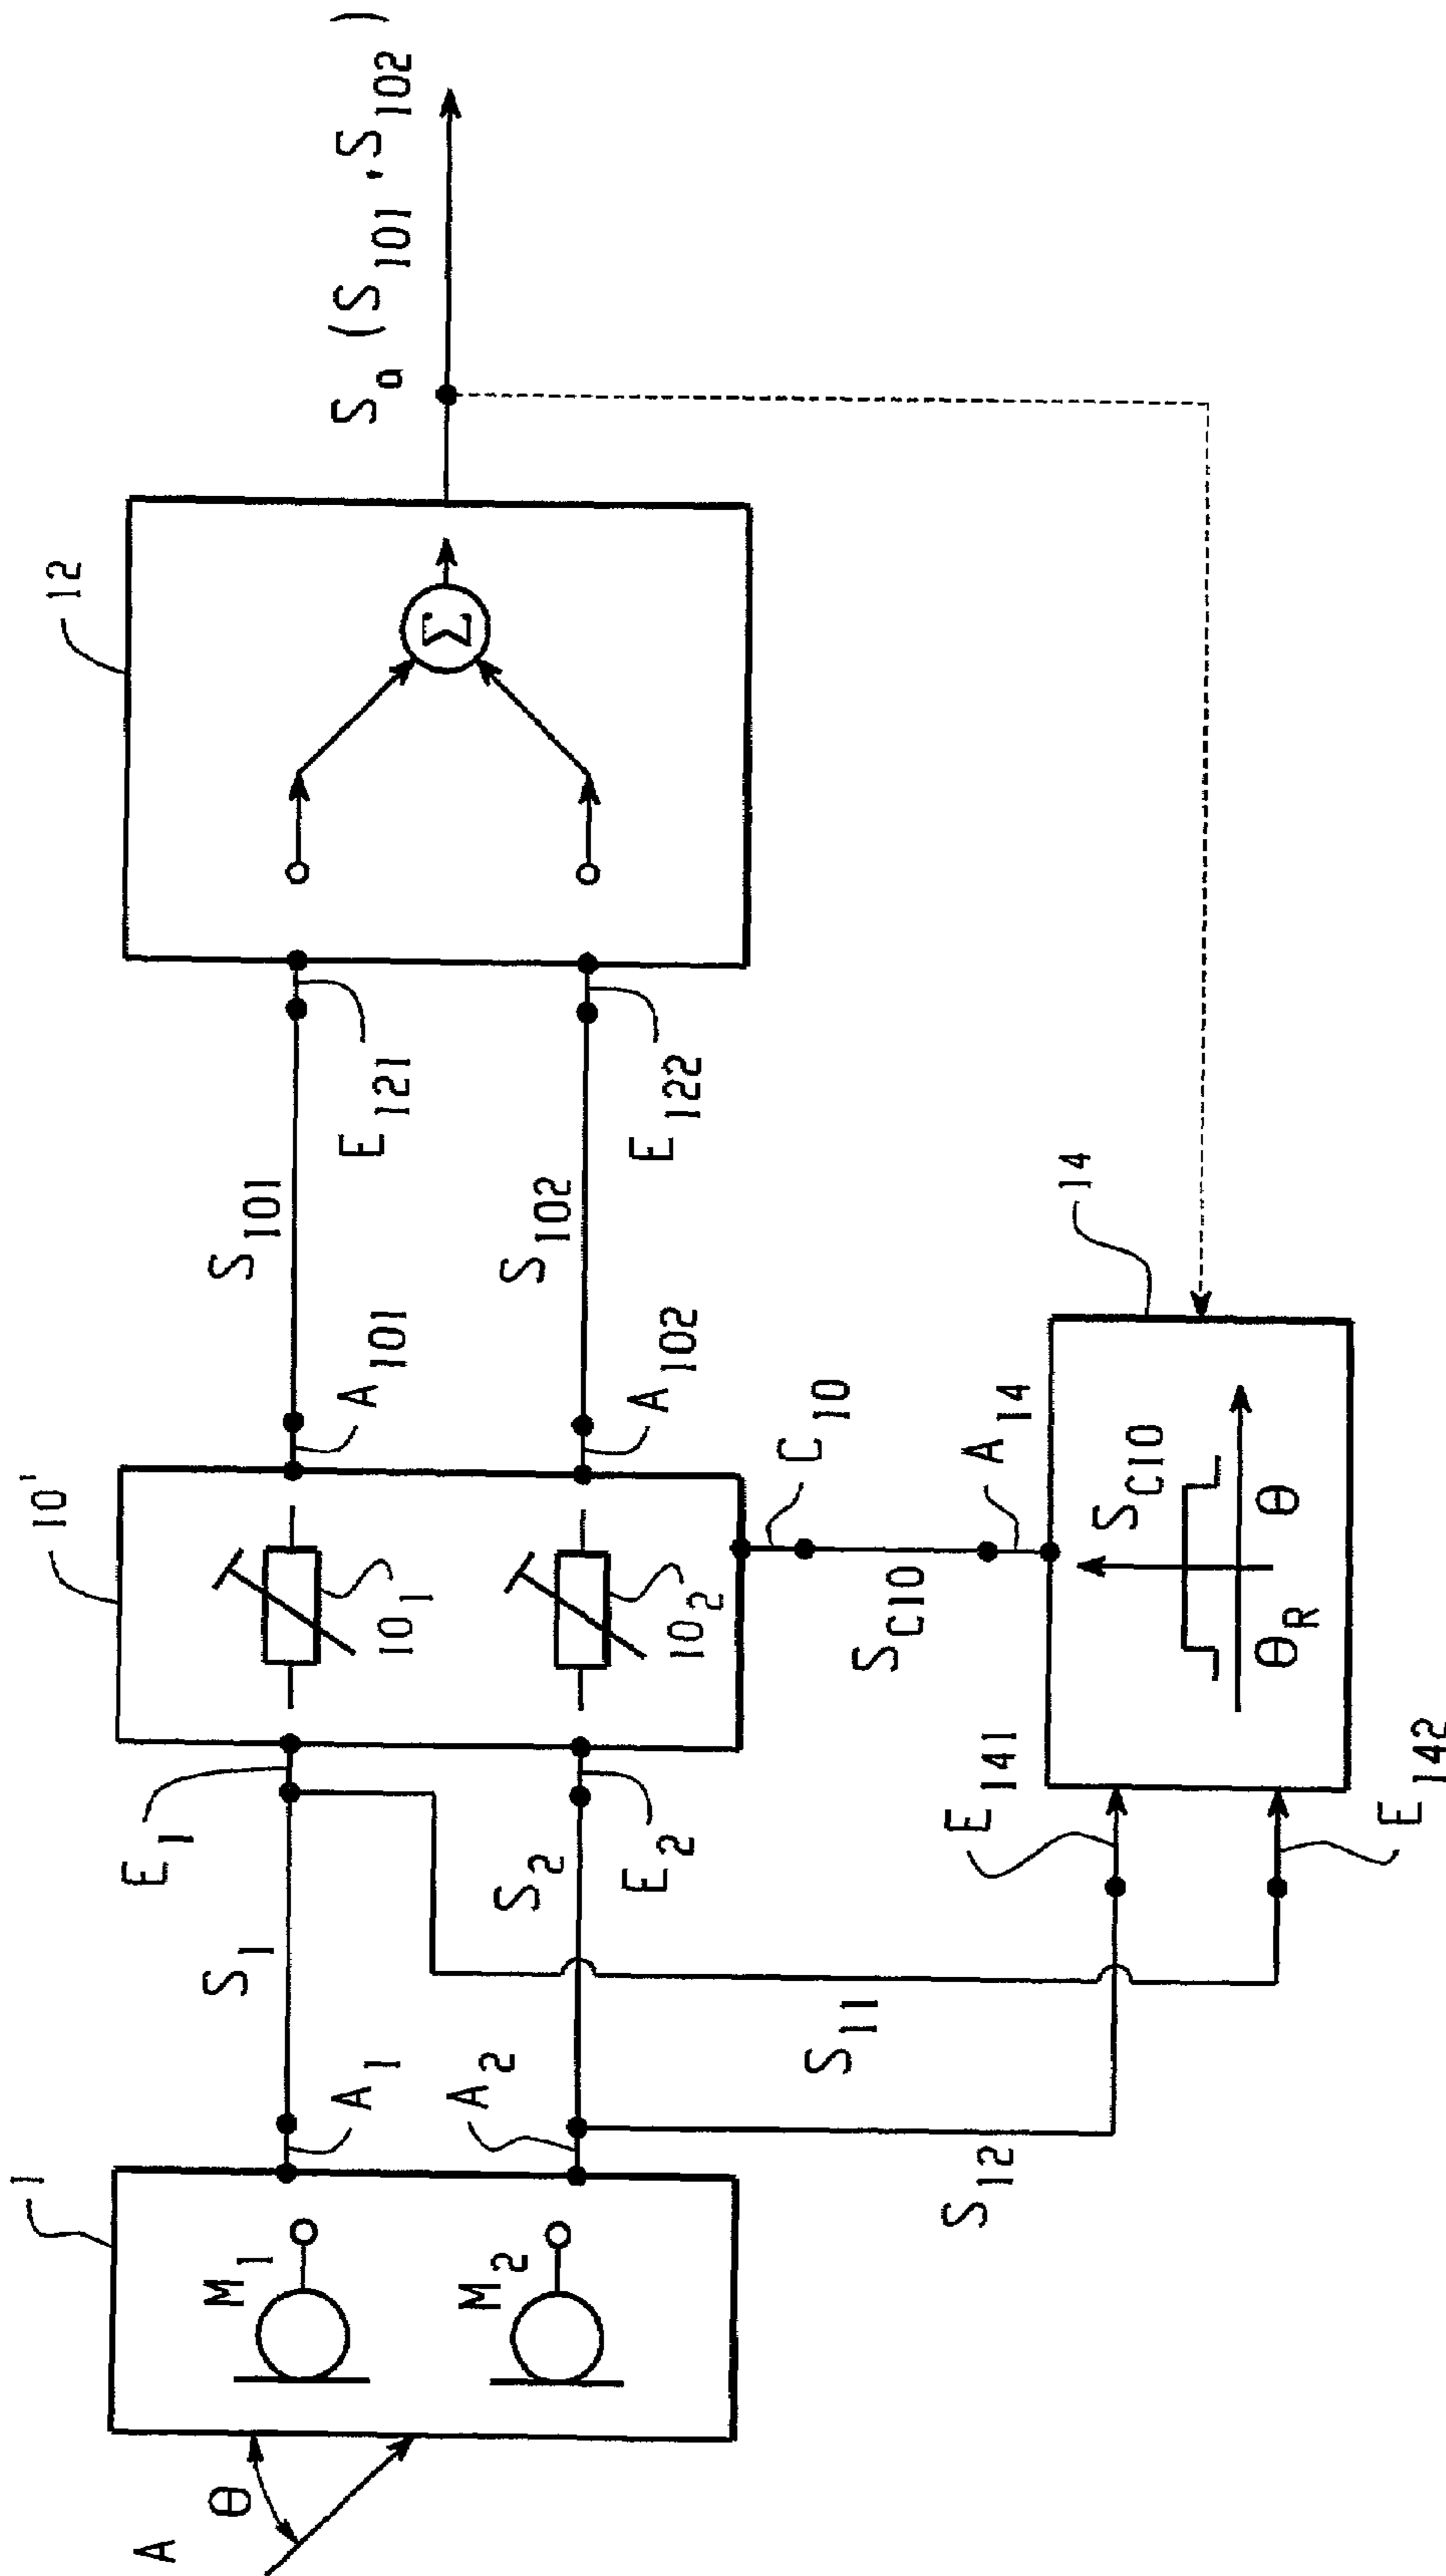 A
θ
1
M1
M2
A1
A2
S1
S2
E1
E2
S11
S12
10'
101
102
A101
A102
S101
S102
E121
E122
12
Σ
Sa (S101, S102)
C10
SC10
A14
14
E141
E142
SC10
θR
θ